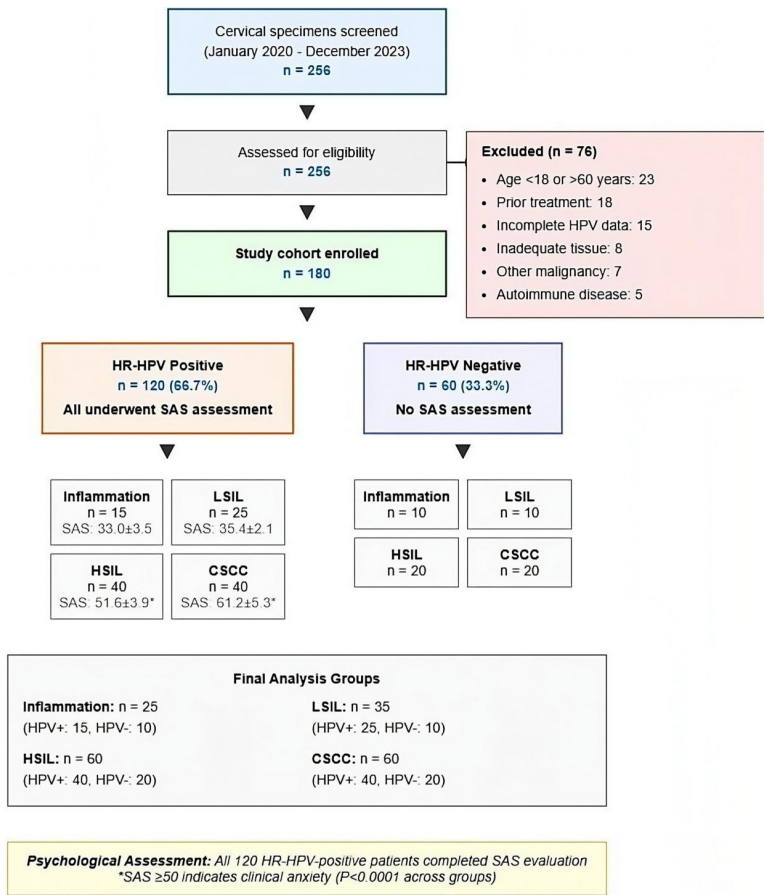 Cervical specimens screened
(January 2020 - December 2023)
n = 256
Assessed for eligibility
n = 256
Excluded (n = 76)
• Age <18 or >60 years: 23
• Prior treatment: 18
• Incomplete HPV data: 15
• Inadequate tissue: 8
• Other malignancy: 7
• Autoimmune disease: 5
Study cohort enrolled
n = 180
HR-HPV Positive
n = 120 (66.7%)
All underwent SAS assessment
HR-HPV Negative
n = 60 (33.3%)
No SAS assessment
Inflammation
n = 15
SAS: 33.0±3.5
LSIL
n = 25
SAS: 35.4±2.1
HSIL
n = 40
SAS: 51.6±3.9*
CSCC
n = 40
SAS: 61.2±5.3*
Inflammation
n = 10
LSIL
n = 10
HSIL
n = 20
CSCC
n = 20
Final Analysis Groups
Inflammation: n = 25
(HPV+: 15, HPV-: 10)
LSIL: n = 35
(HPV+: 25, HPV-: 10)
HSIL: n = 60
(HPV+: 40, HPV-: 20)
CSCC: n = 60
(HPV+: 40, HPV-: 20)
Psychological Assessment: All 120 HR-HPV-positive patients completed SAS evaluation
*SAS ≥50 indicates clinical anxiety (P<0.0001 across groups)